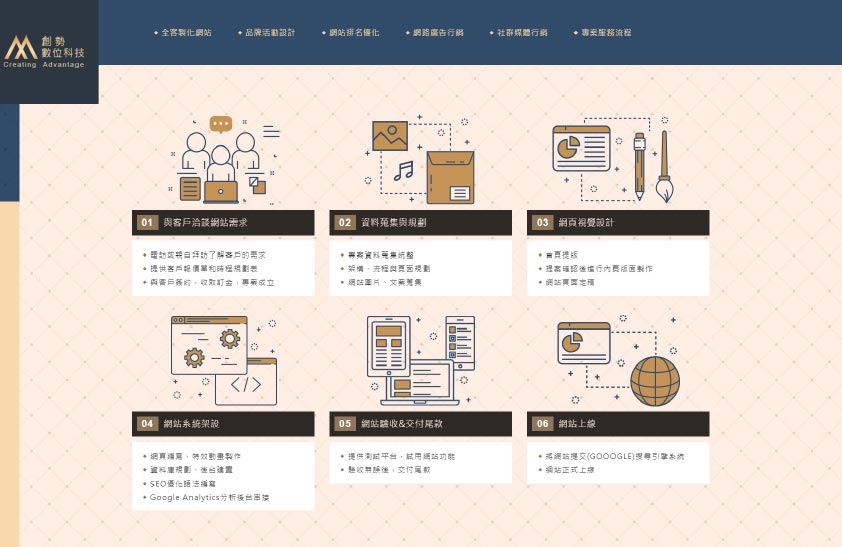 創勢
數位科技
Creating Advantage
全客製化網站
品牌活動設計
網站排名優化
網路廣告行銷
社群媒體行銷
專案服務流程
01 與客戶洽談網站需求
電訪或親自拜訪了解客戶的需求
提供客戶報價單和時程規劃表
與客戶簽約，收取訂金，專案成立
02 資料蒐集與規劃
專案資料蒐集統整
架構、流程與頁面規劃
網站圖片、文案蒐集
03 網頁視覺設計
首頁提版
提案確認後進行內頁版面製作
網站頁面定稿
04 網站系統架設
網頁編寫、特效動畫製作
資料庫規劃、後台建置
SEO優化語法編寫
Google Analytics分析後台串接
05 網站驗收&交付尾款
提供測試平台，試用網站功能
驗收無誤後，交付尾款
06 網站上線
將網站提交(GOOOGLE)搜尋引擎系統
網站正式上線